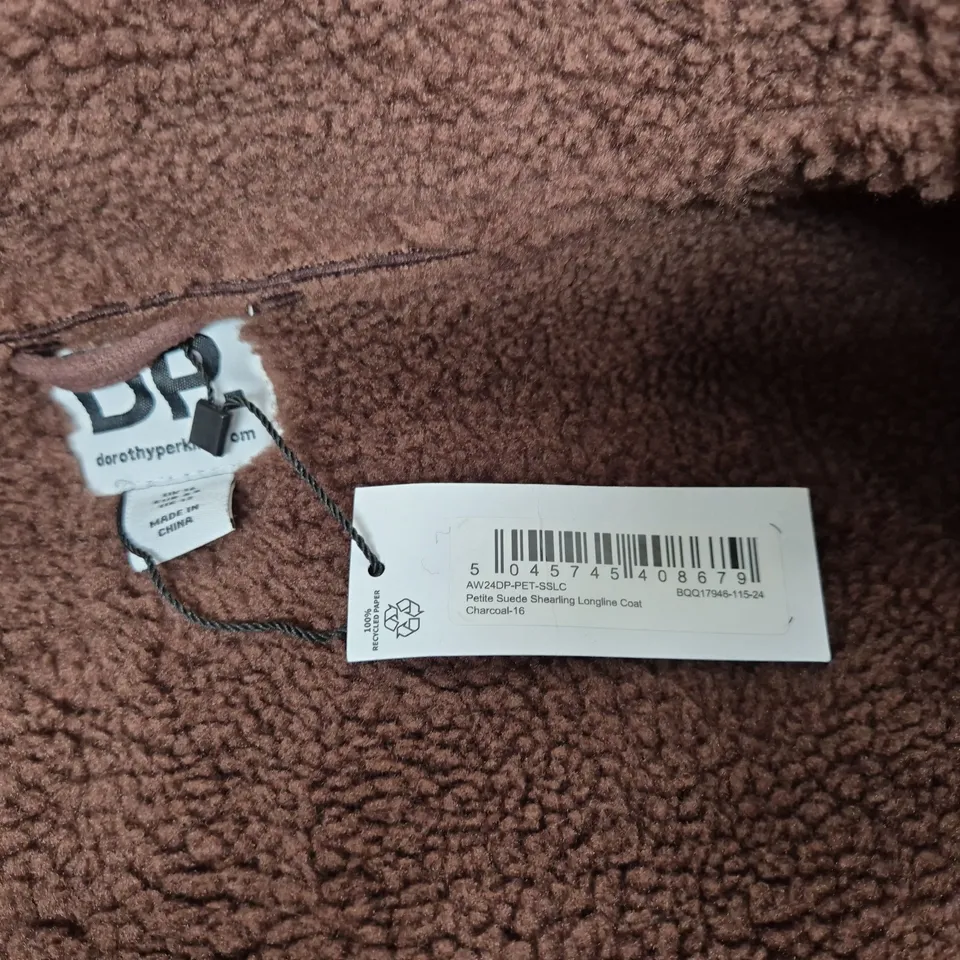 DP.
MADE IN
CHINA
100%
RECYCLED PAPER
5 045745 408679
AW24DP-PET-SSLC
BQQ17946-115-24
Petite Suede Shearling Longline Coat
Charcoal-16